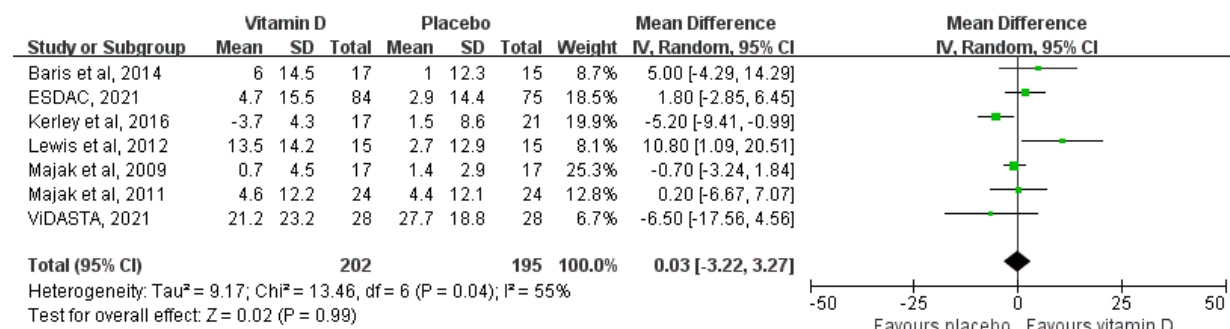 Vitamin D Placebo Mean Difference Mean Difference
Study or Subgroup Mean SD Total Mean SD Total Weight IV, Random, 95% CI IV, Random, 95% CI
Baris et al, 2014 6 14.5 17 1 12.3 15 8.7% 5.00 [-4.29, 14.29]
ESDAC, 2021 4.7 15.5 84 2.9 14.4 75 18.5% 1.80 [-2.85, 6.45]
Kerley et al, 2016 -3.7 4.3 17 1.5 8.6 21 19.9% -5.20 [-9.41, -0.99]
Lewis et al, 2012 13.5 14.2 15 2.7 12.9 15 8.1% 10.80 [1.09, 20.51]
Majak et al, 2009 0.7 4.5 17 1.4 2.9 17 25.3% -0.70 [-3.24, 1.84]
Majak et al, 2011 4.6 12.2 24 4.4 12.1 24 12.8% 0.20 [-6.67, 7.07]
ViDASTA, 2021 21.2 23.2 28 27.7 18.8 28 6.7% -6.50 [-17.56, 4.56]
Total (95% CI) 202 195 100.0% 0.03 [-3.22, 3.27]
Heterogeneity: Tau² = 9.17; Chi² = 13.46, df = 6 (P = 0.04); I² = 55%
Test for overall effect: Z = 0.02 (P = 0.99)
-50 -25 0 25 50
Favours placebo Favours vitamin D